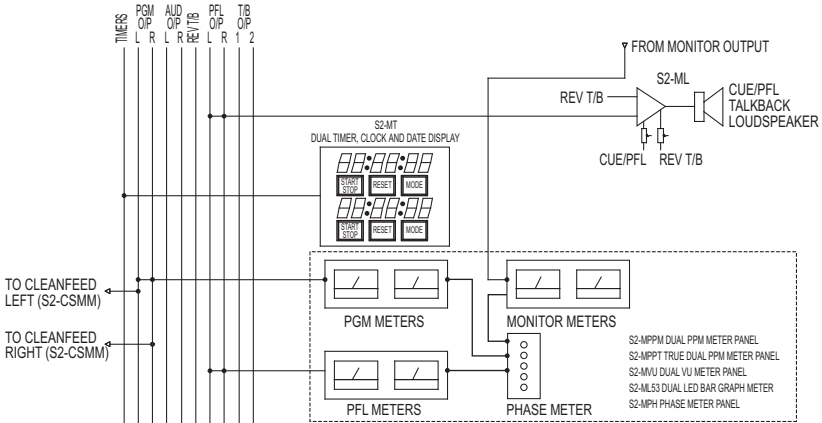 TIMERS
PGM
O/P
L R
AUD
O/P
L R
REV T/B
PFL
O/P
L R
T/B
O/P
1 2
FROM MONITOR OUTPUT
S2-ML
REV T/B
CUE/PFL
TALKBACK
LOUDSPEAKER
CUE/PFL REV T/B
S2-MT
DUAL TIMER, CLOCK AND DATE DISPLAY
START
STOP
RESET
MODE
START
STOP
RESET
MODE
TO CLEANFEED
LEFT (S2-CSMM)
TO CLEANFEED
RIGHT (S2-CSMM)
PGM METERS
MONITOR METERS
PFL METERS
PHASE METER
S2-MPPM DUAL PPM METER PANEL
S2-MPPT TRUE DUAL PPM METER PANEL
S2-MVU DUAL VU METER PANEL
S2-ML53 DUAL LED BAR GRAPH METER
S2-MPH PHASE METER PANEL